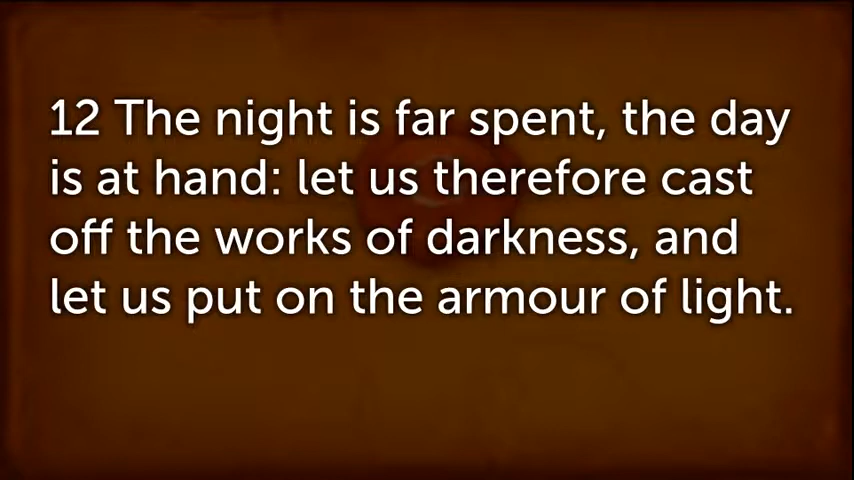 12 The night is far spent, the day
is at hand: let us therefore cast
off the works of darkness, and
let us put on the armour of light.